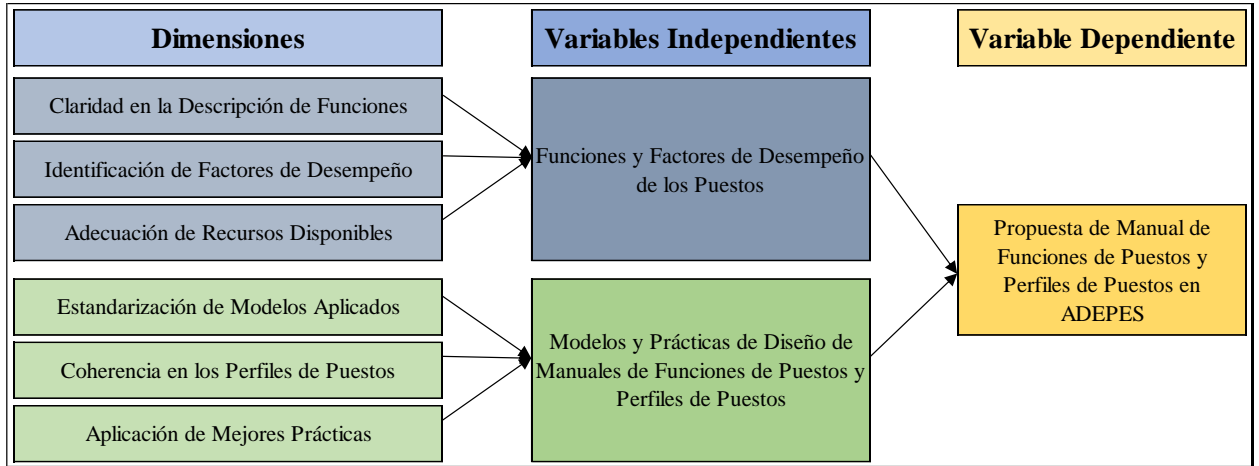 Dimensiones
Variables Independientes
Variable Dependiente
Claridad en la Descripción de Funciones
Identificación de Factores de Desempeño
Adecuación de Recursos Disponibles
Funciones y Factores de Desempeño
de los Puestos
Estandarización de Modelos Aplicados
Coherencia en los Perfiles de Puestos
Aplicación de Mejores Prácticas
Modelos y Prácticas de Diseño de
Manuales de Funciones de Puestos y
Perfiles de Puestos
Propuesta de Manual de
Funciones de Puestos y
Perfiles de Puestos en
ADEPES